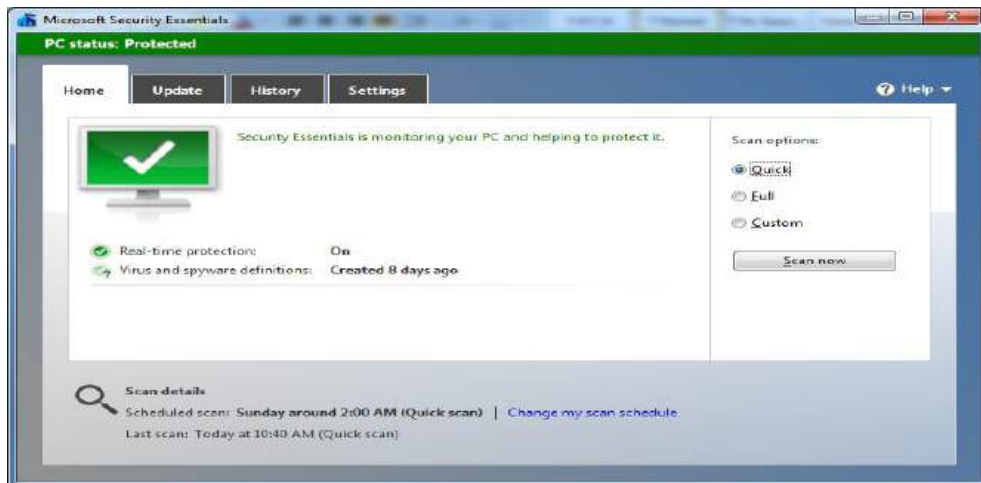 Microsoft Security Essentials
PC status: Protected
Home Update History Settings Help
Security Essentials is monitoring your PC and helping to protect it.
Real-time protection: On
Virus and spyware definitions: Created 8 days ago
Scan options:
Quick
Full
Custom
Scan now
Scan details
Scheduled scan: Sunday around 2:00 AM (Quick scan) | Change my scan schedule
Last scan: Today at 10:40 AM (Quick scan)